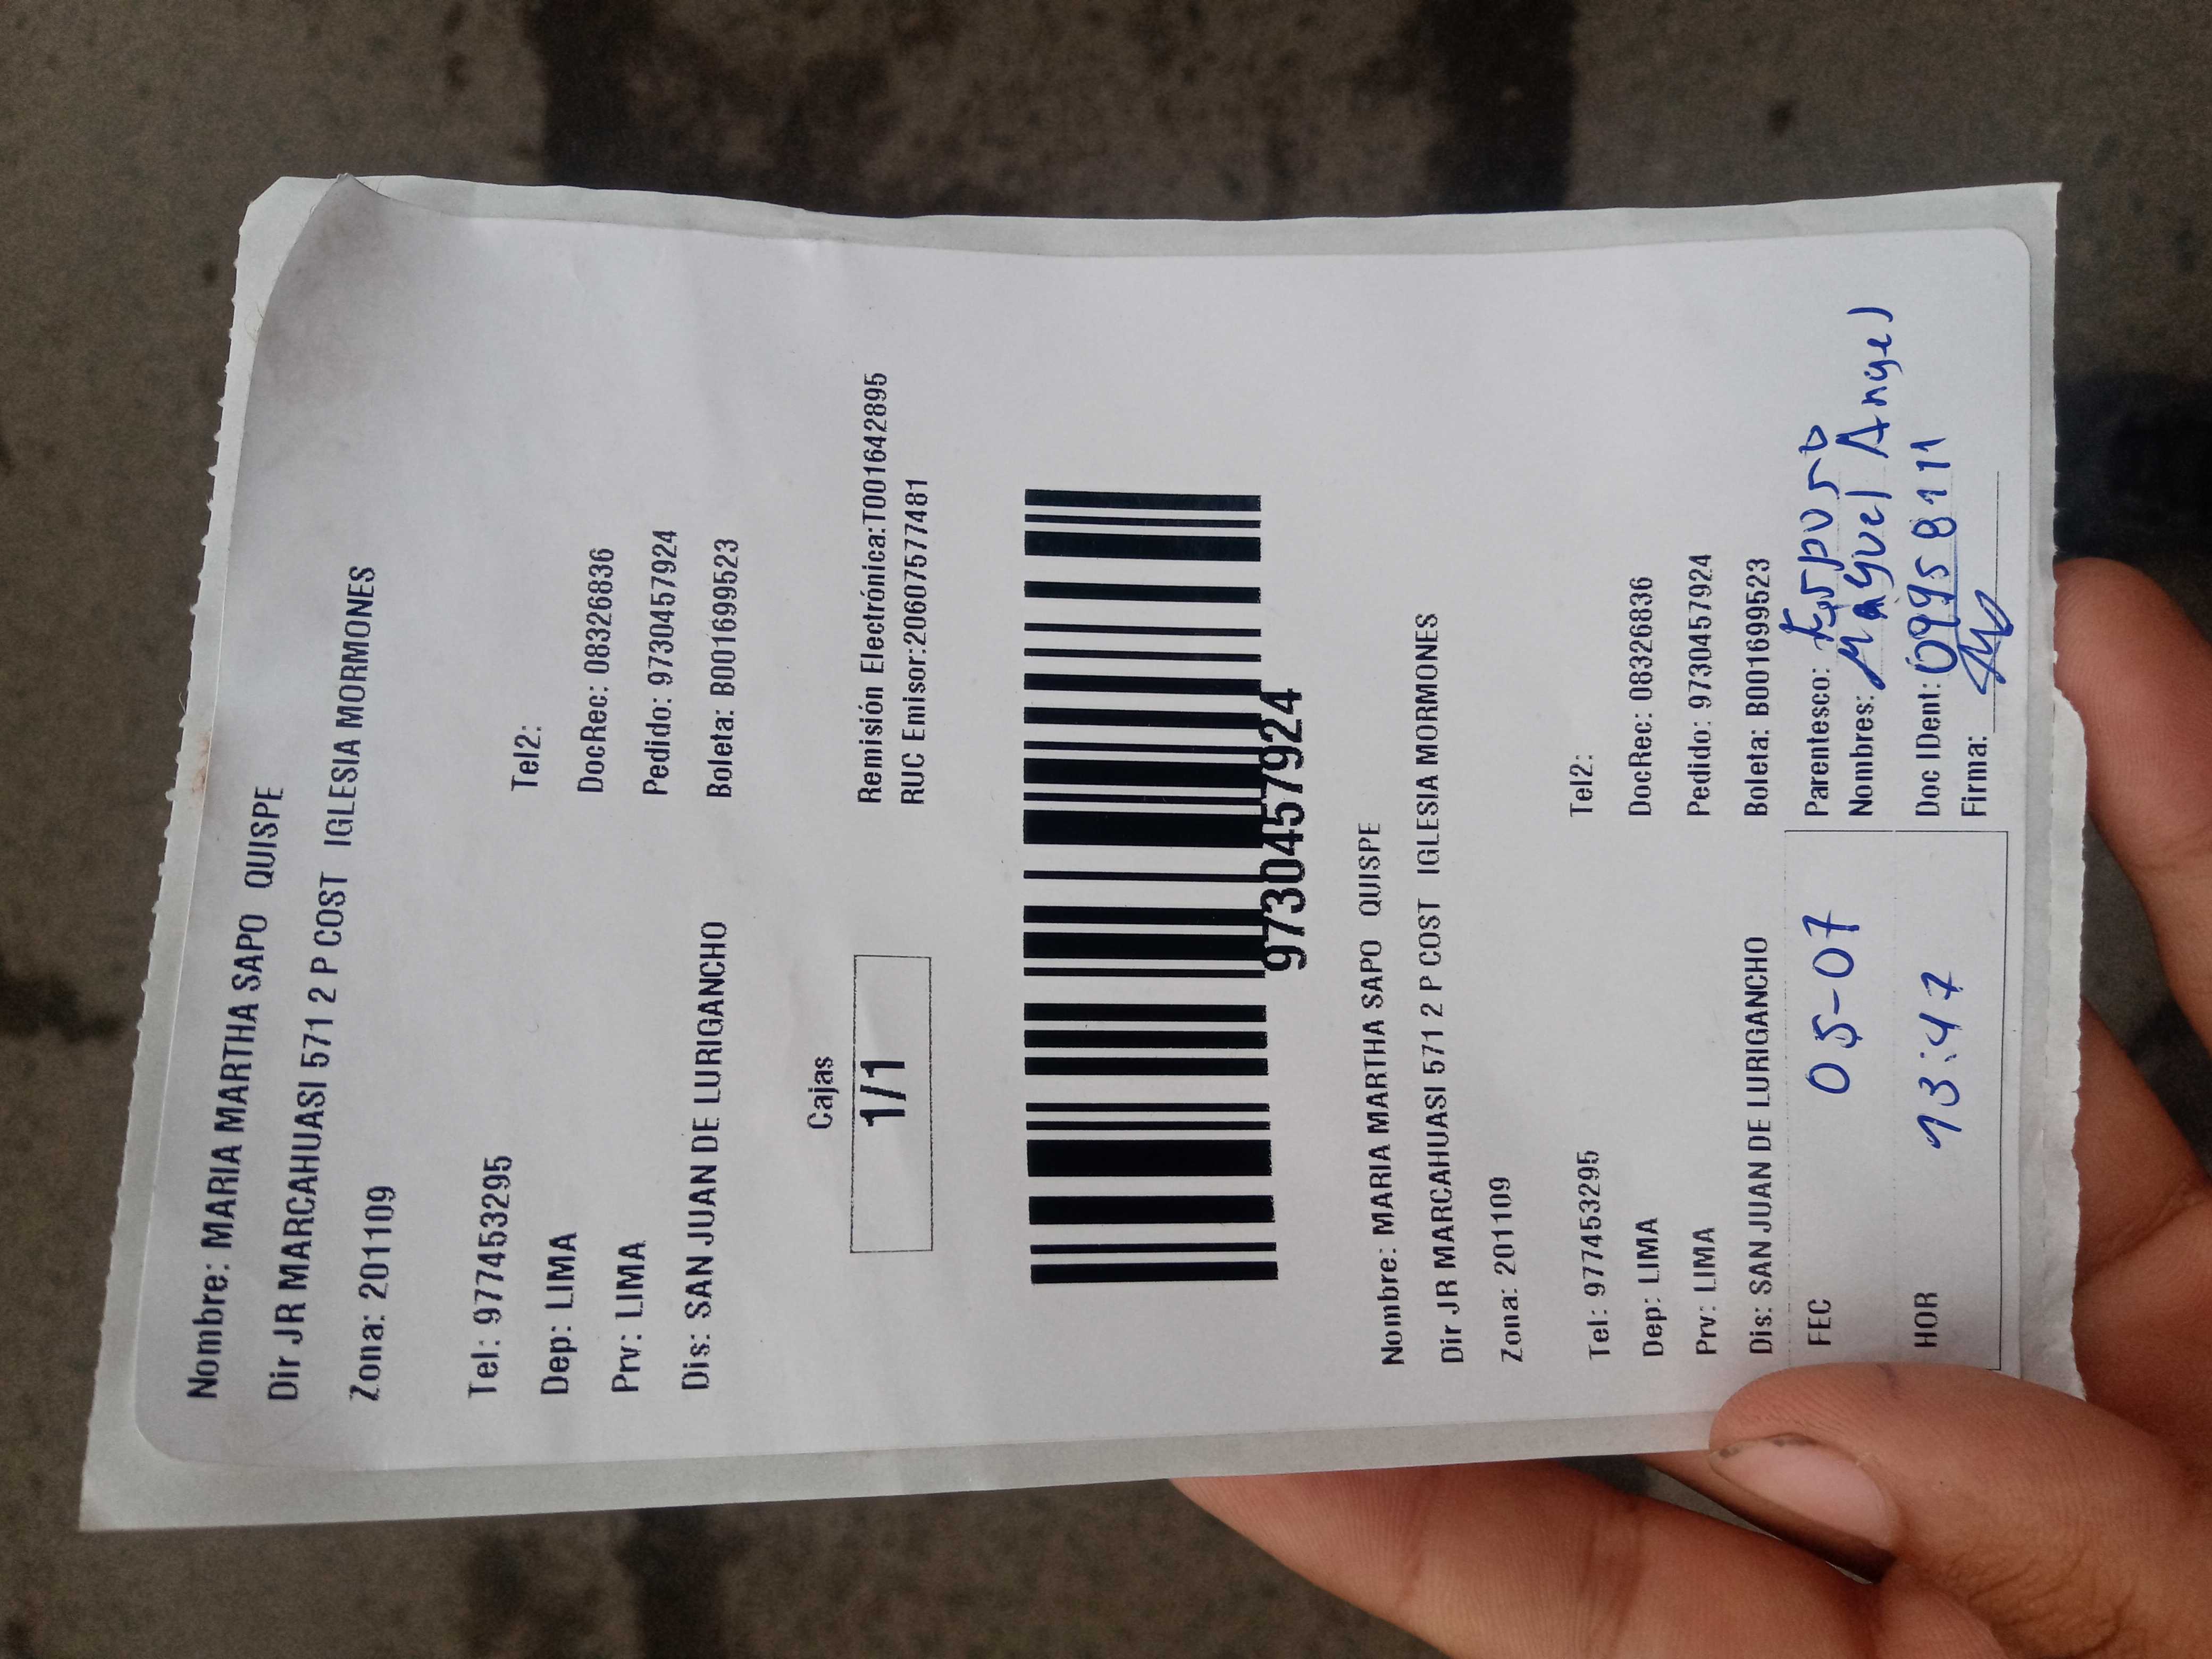 Nombre: MARIA MARTHA SAPO QUISPE
Dir JR MARCAHUASI 571 2 P COST IGLESIA MORMONES
Zona: 201109
Tel: 977453295 Tel2:
Dep: LIMA DocRec: 08326836
Prv: LIMA Pedido: 9730457924
Dis: SAN JUAN DE LURIGANCHO Boleta: B001699523
Cajas
1/1
Remisión Electrónica:T001642895
RUC Emisor:20607577481
9730457924
Nombre: MARIA MARTHA SAPO QUISPE
Dir JR MARCAHUASI 571 2 P COST IGLESIA MORMONES
Zona: 201109
Tel: 977453295 Tel2:
Dep: LIMA DocRec: 08326836
Prv: LIMA Pedido: 9730457924
Dis: SAN JUAN DE LURIGANCHO Boleta: B001699523
FEC 05-07 Parentesco: Espuso
Nombres: Maguel Angel
HOR 13:47 Doc IDent: 09958111
Firma: